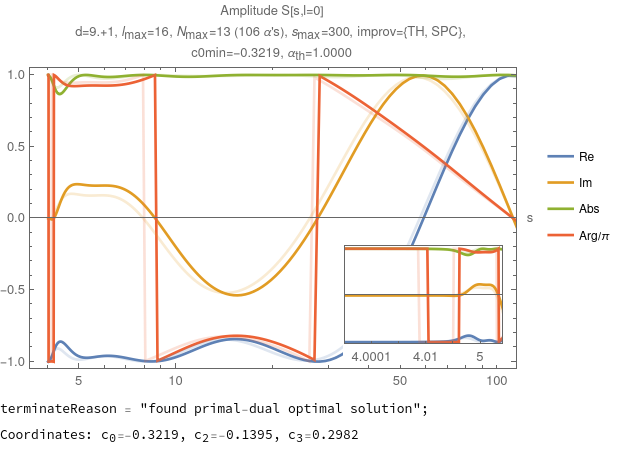 Amplitude S[s,l=0]
d=9.+1, lmax=16, Nmax=13 (106 α's), smax=300, improv={TH, SPC},
c0min=-0.3219, αth=1.0000
1.0
0.5
0.0
-0.5
-1.0
5
10
50
100
s
4.0001
4.01
5
Re
Im
Abs
Arg/π
terminateReason = "found primal-dual optimal solution";
Coordinates: c0=-0.3219, c2=-0.1395, c3=0.2982